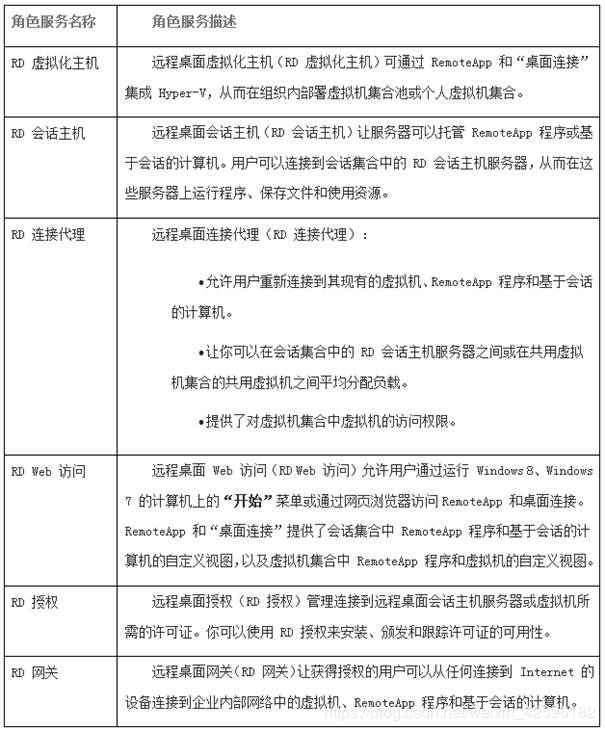 角色服务名称
角色服务描述
RD 虚拟化主机
远程桌面虚拟化主机（RD 虚拟化主机）可通过 RemoteApp 和“桌面连接”
集成 Hyper-V，从而在组织内部署虚拟机集合池或个人虚拟机集合。
RD 会话主机
远程桌面会话主机（RD 会话主机）让服务器可以托管 RemoteApp 程序或基
于会话的计算机。用户可以连接到会话集合中的 RD 会话主机服务器，从而在这
些服务器上运行程序、保存文件和使用资源。
RD 连接代理
远程桌面连接代理（RD 连接代理）：
•允许用户重新连接到其现有的虚拟机、RemoteApp 程序和基于会话
的计算机。
•让你可以在会话集合中的 RD 会话主机服务器之间或在共用虚拟
机集合的共用虚拟机之间平均分配负载。
•提供了对虚拟机集合中虚拟机的访问权限。
RD Web 访问
远程桌面 Web 访问（RD Web 访问）允许用户通过运行 Windows 8、Windows
7 的计算机上的“开始”菜单或通过网页浏览器访问 RemoteApp 和桌面连接。
RemoteApp 和“桌面连接”提供了会话集合中 RemoteApp 程序和基于会话的计
算机的自定义视图，以及虚拟机集合中 RemoteApp 程序和虚拟机的自定义视图。
RD 授权
远程桌面授权（RD 授权）管理连接到远程桌面会话主机服务器或虚拟机所
需的许可证。你可以使用 RD 授权来安装、颁发和跟踪许可证的可用性。
RD 网关
远程桌面网关（RD 网关）让获得授权的用户可以从任何连接到 Internet 的
设备连接到企业内部网络中的虚拟机、RemoteApp 程序和基于会话的计算机。
https://blog.csdn.net/weixin_42596182